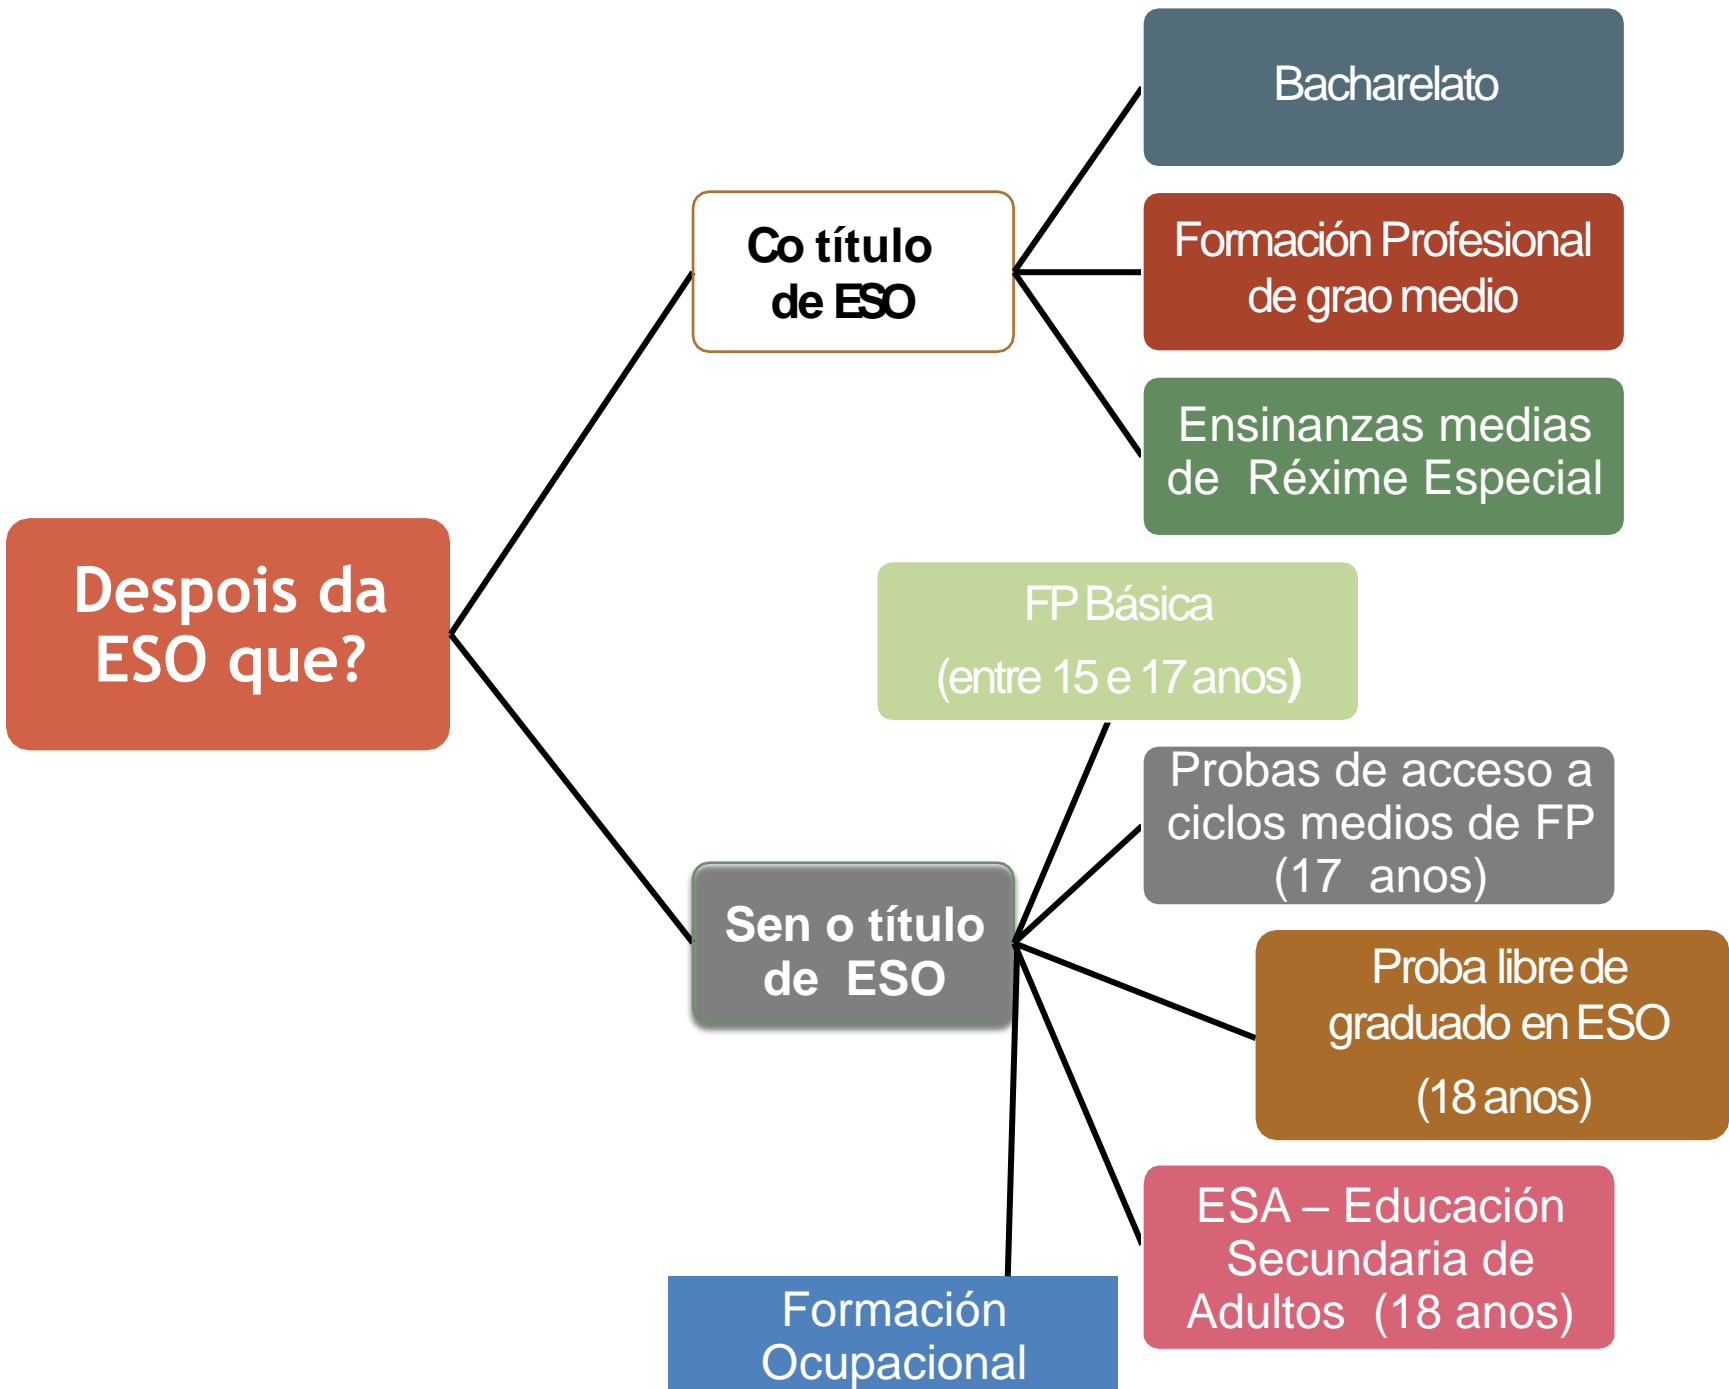 Despois da
ESO que?
Co título
de ESO
Bacharelato
Formación Profesional
de grao medio
Ensinanzas medias
de Réxime Especial
Sen o título
de ESO
FP Básica
(entre 15 e 17 anos)
Probas de acceso a
ciclos medios de FP
(17 anos)
Proba libre de
graduado en ESO
(18 anos)
ESA – Educación
Secundaria de
Adultos (18 anos)
Formación
Ocupacional